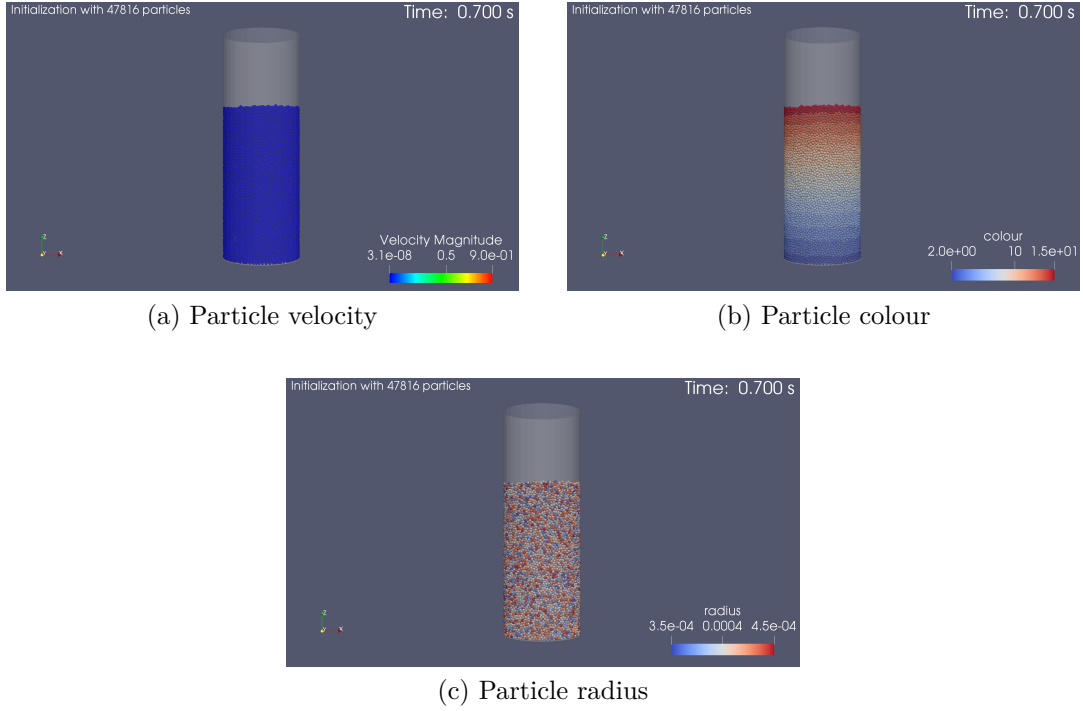 Initialization with 47816 particles
Time: 0.700 s
Velocity Magnitude
3.1e-08 0.5 9.0e-01
Z
Y X
(a) Particle velocity
Initialization with 47816 particles
Time: 0.700 s
colour
2.0e+00 10 1.5e+01
Z
Y X
(b) Particle colour
Initialization with 47816 particles
Time: 0.700 s
radius
3.5e-04 0.0004 4.5e-04
Z
Y X
(c) Particle radius